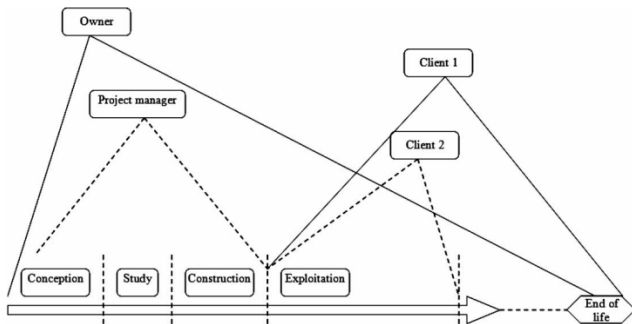 Owner
Client 1
Project manager
Client 2
Conception
Study
Construction
Exploitation
End of
life